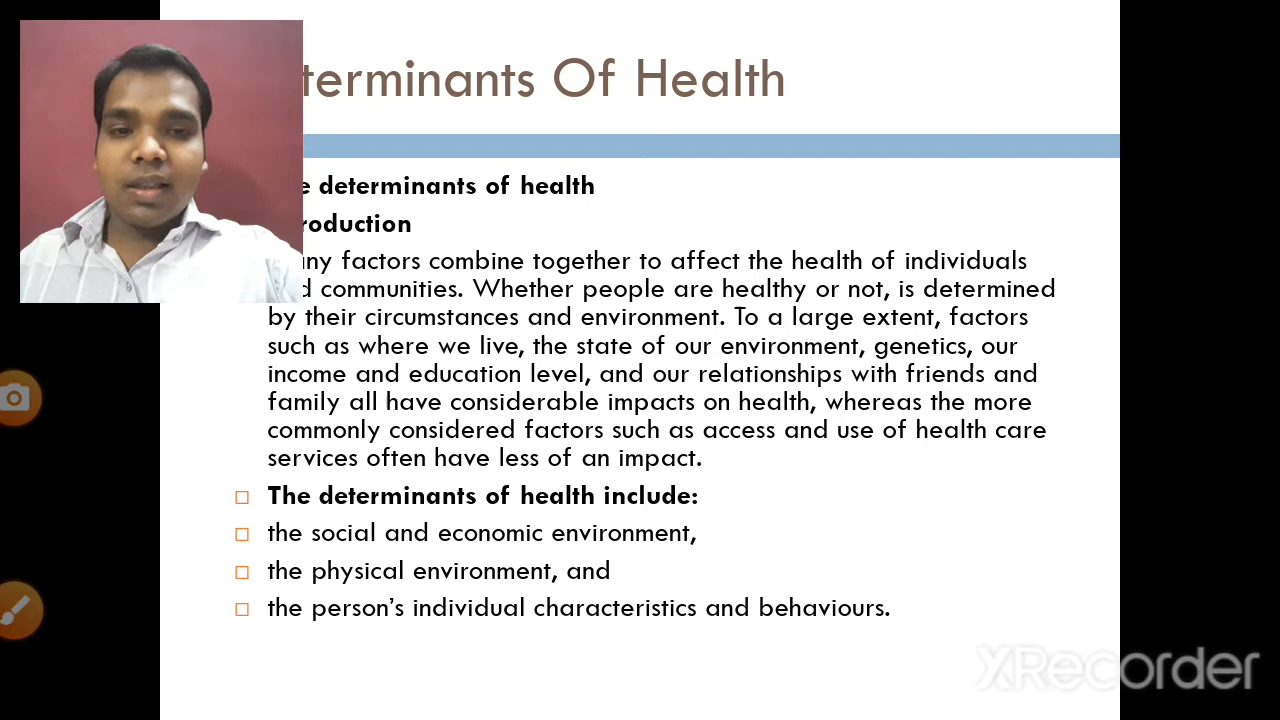 terminants Of Health
e determinants of health
roduction
ny factors combine together to affect the health of individuals
d communities. Whether people are healthy or not, is determined
by their circumstances and environment. To a large extent, factors
such as where we live, the state of our environment, genetics, our
income and education level, and our relationships with friends and
family all have considerable impacts on health, whereas the more
commonly considered factors such as access and use of health care
services often have less of an impact.
The determinants of health include:
the social and economic environment,
the physical environment, and
the person’s individual characteristics and behaviours.
XRecorder